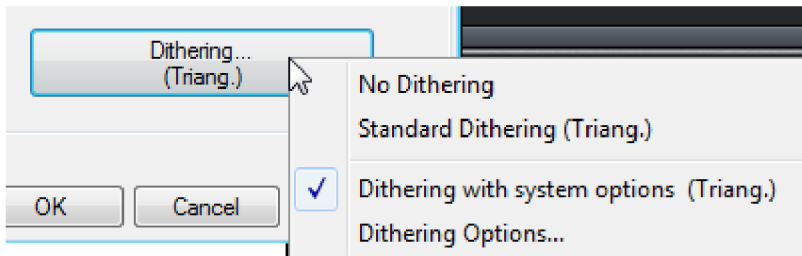 Dithering...
(Triang.)
No Dithering
Standard Dithering (Triang.)
Dithering with system options (Triang.)
Dithering Options...
OK
Cancel